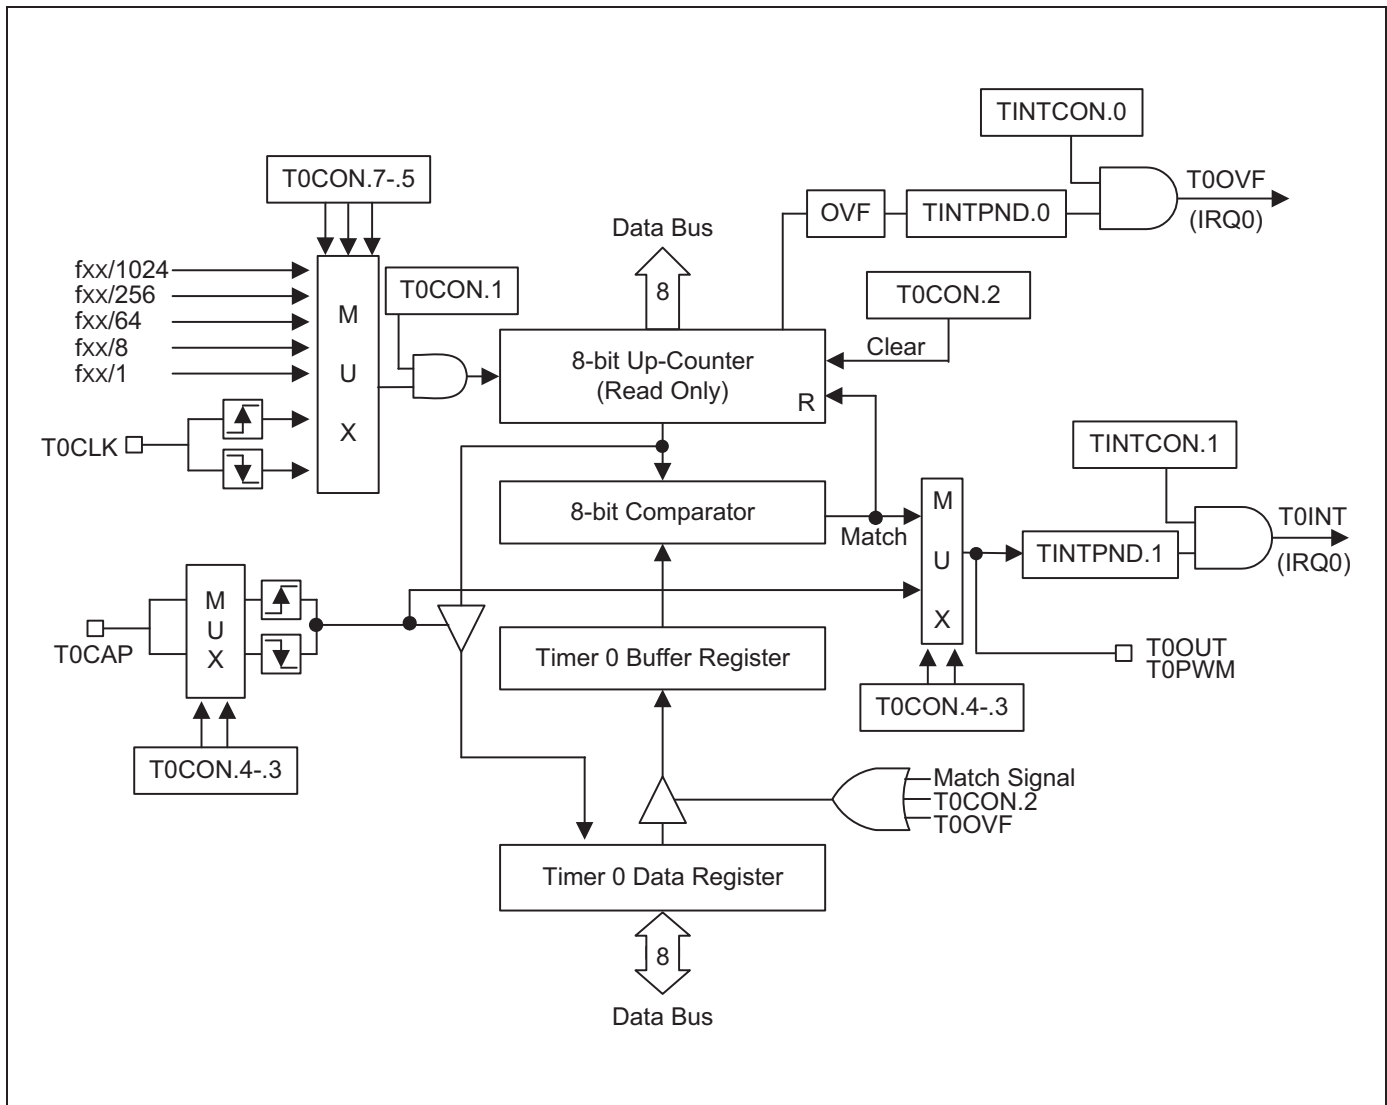 TINTCON.0
T0CON.7-.5
T0OVF
OVF
TINTPND.0
(IRQ0)
Data Bus
8
fxx/1024
fxx/256
fxx/64
fxx/8
fxx/1
M
U
X
T0CON.1
T0CON.2
Clear
8-bit Up-Counter
(Read Only)
R
T0CLK
TINTCON.1
8-bit Comparator
Match
M
U
X
T0INT
TINTPND.1
(IRQ0)
M
U
X
T0CAP
Timer 0 Buffer Register
T0OUT
T0PWM
T0CON.4-.3
T0CON.4-.3
Match Signal
T0CON.2
T0OVF
Timer 0 Data Register
8
Data Bus